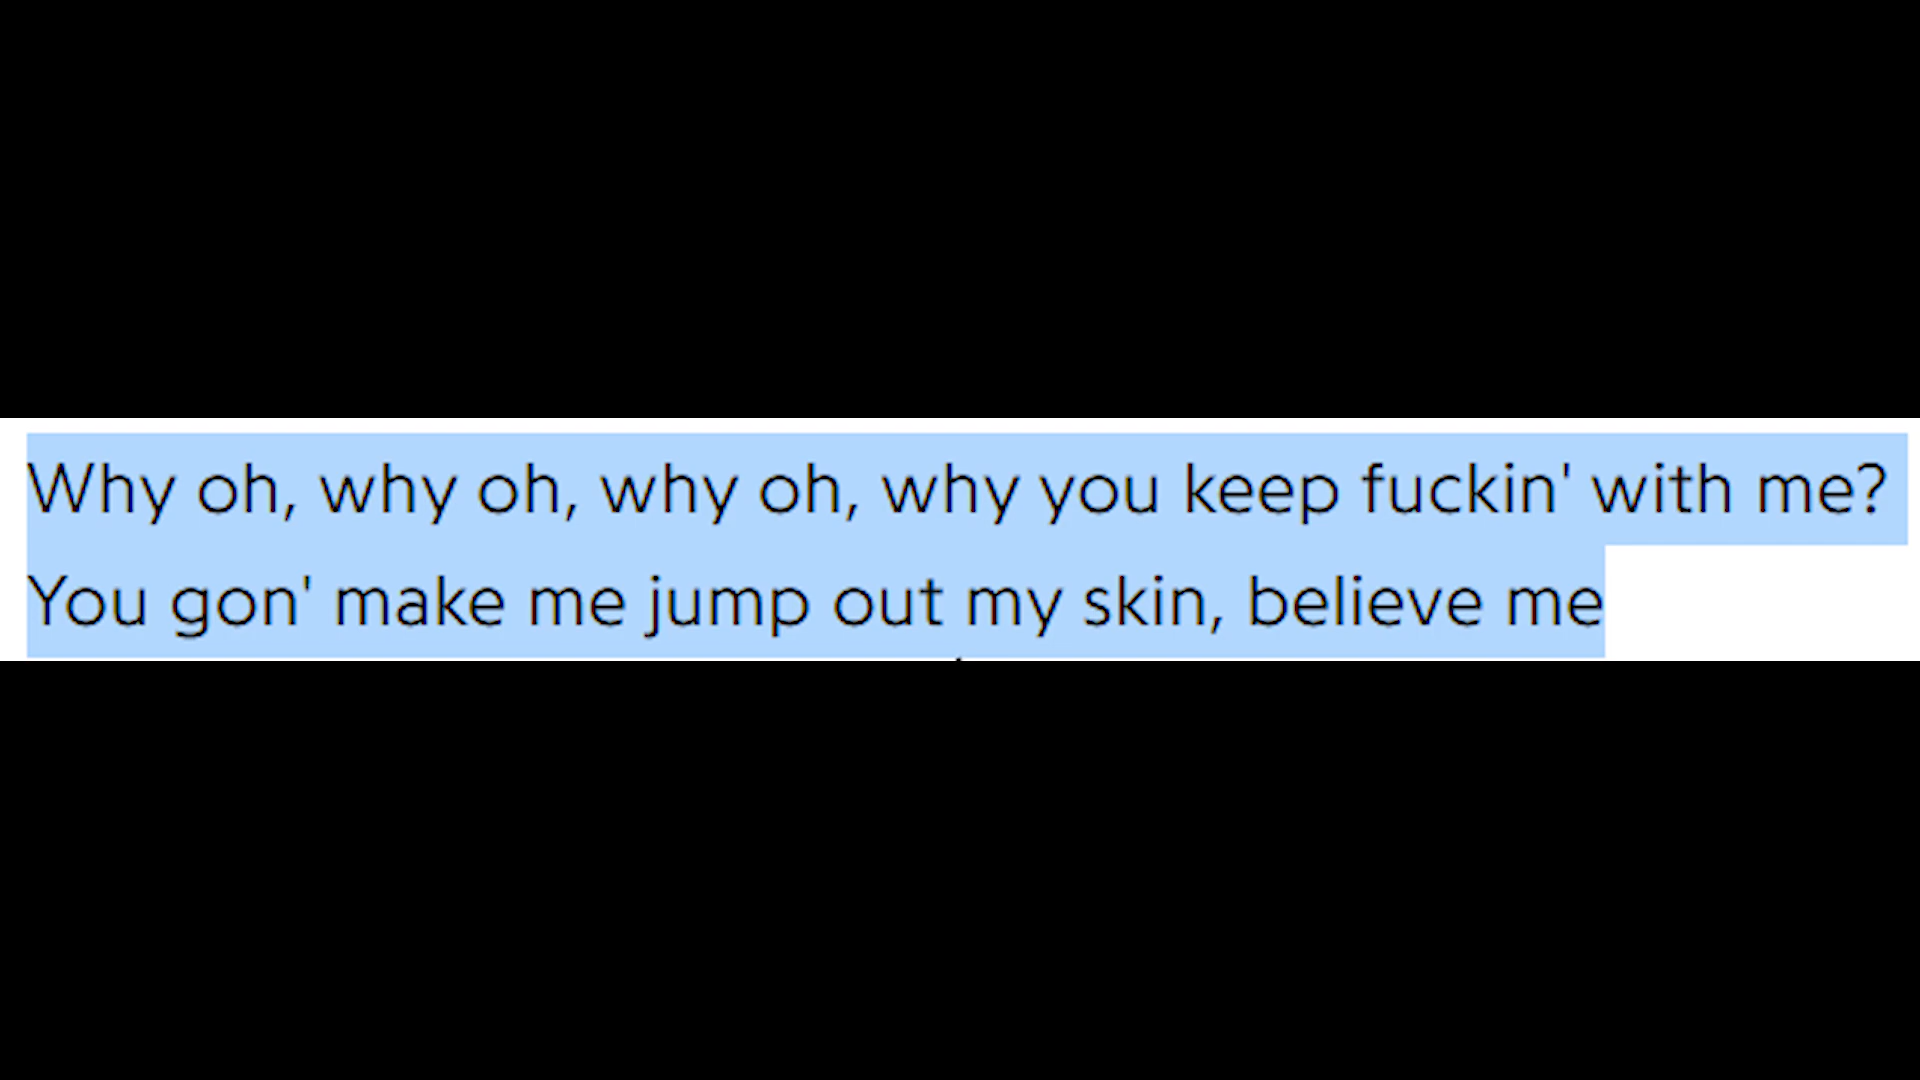 Why oh, why oh, why oh, why you keep fuckin' with me?
You gon' make me jump out my skin, believe me